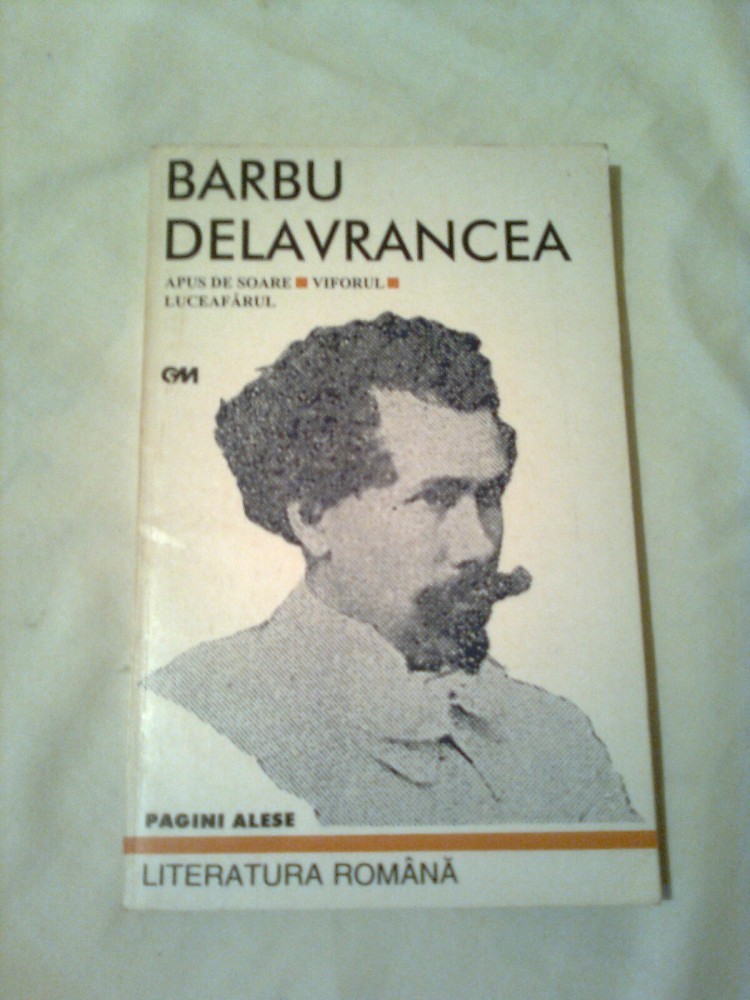 BARBU
DELAVRANCEA
APUS DE SOARE ■ VIFORUL ■
LUCEAFĂRUL
GM
PAGINI ALESE
LITERATURA ROMÂNĂ